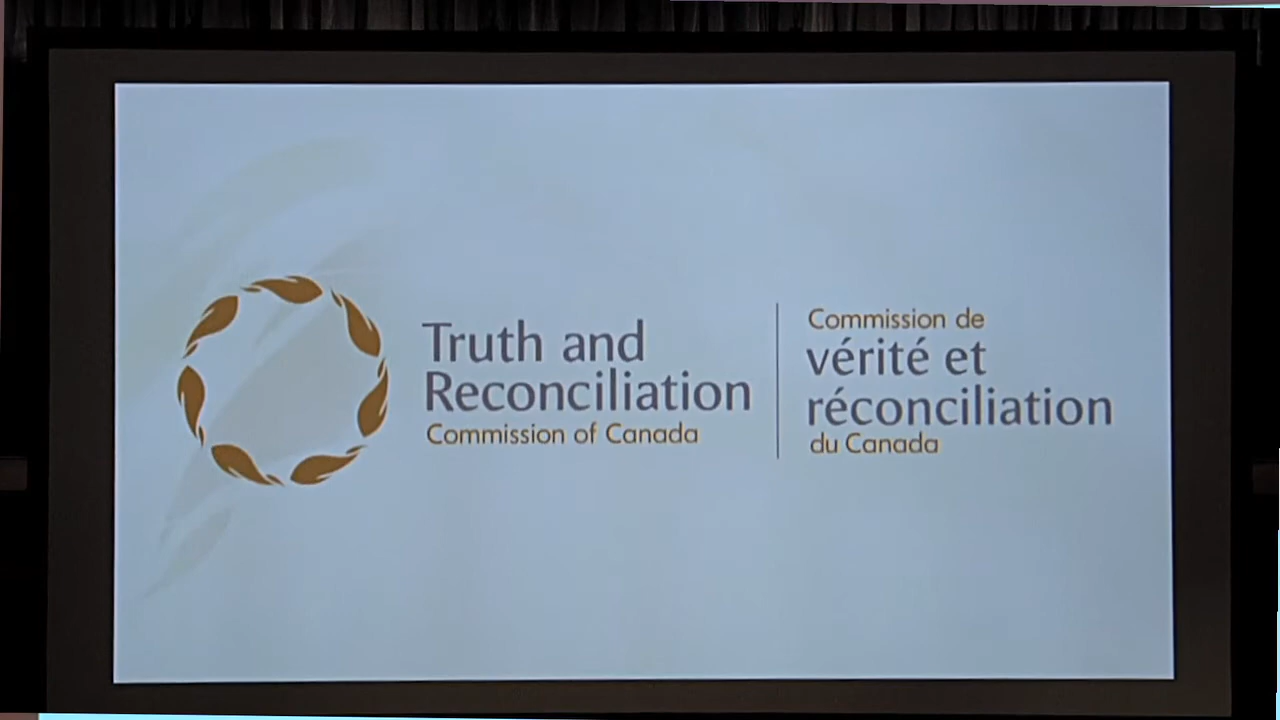 Truth and
Reconciliation
Commission of Canada
Commission de
vérité et
réconciliation
du Canada